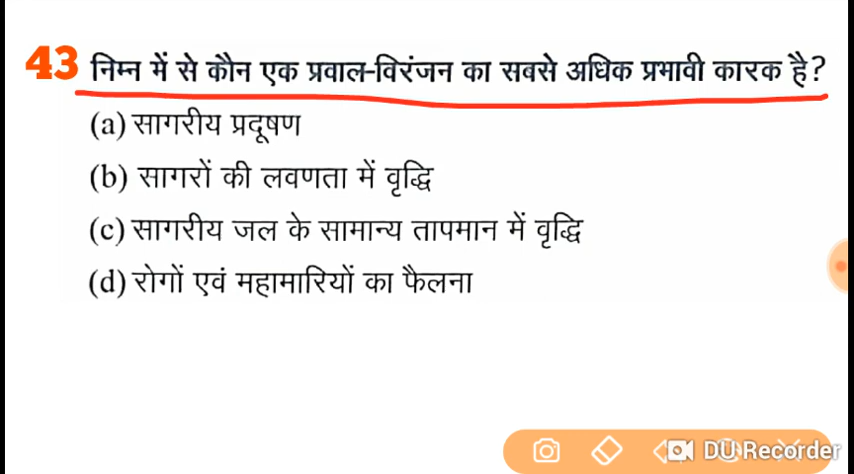 43 निम्न में से कौन एक प्रवाल-विरंजन का सबसे अधिक प्रभावी कारक है?
(a) सागरीय प्रदूषण
(b) सागरों की लवणता में वृद्धि
(c) सागरीय जल के सामान्य तापमान में वृद्धि
(d) रोगों एवं महामारियों का फैलना
DU Recorder